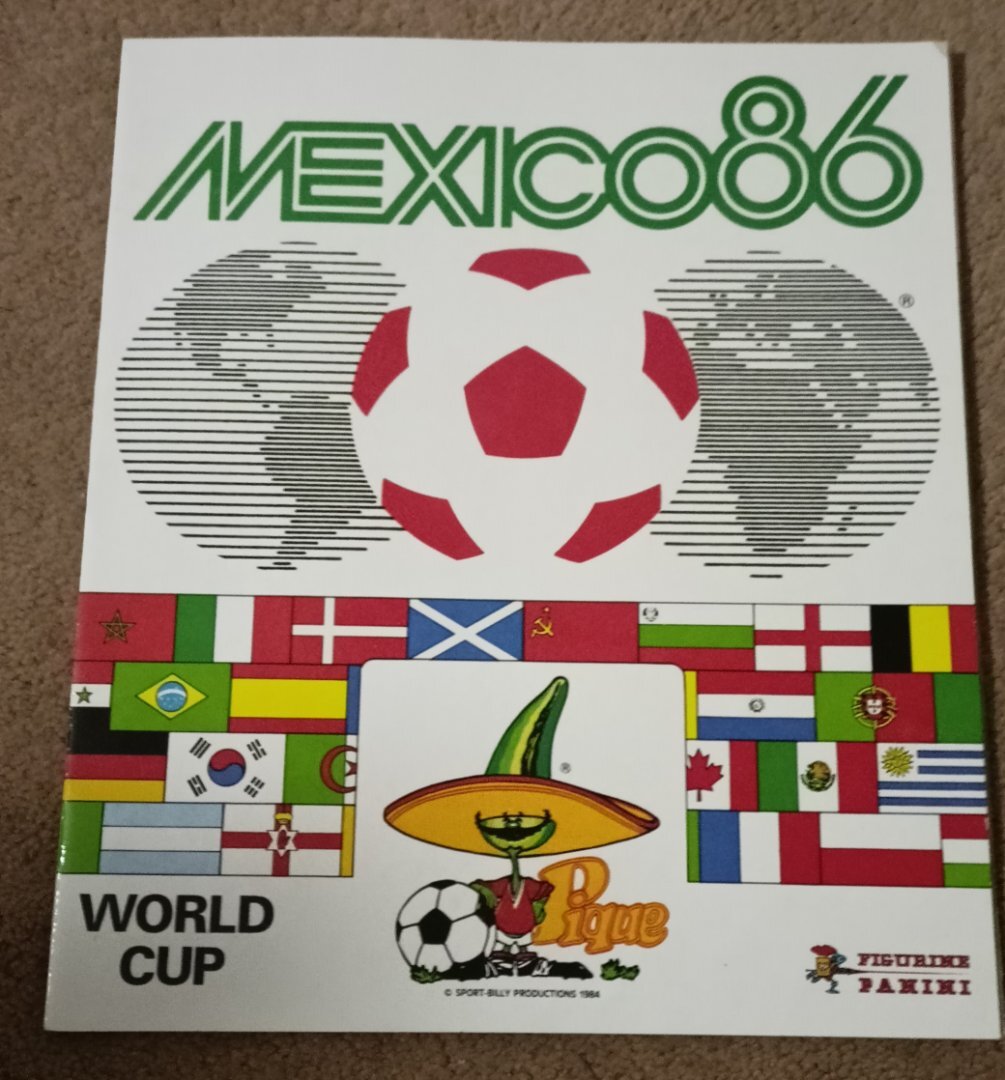 MEXICO86
®
®
Pique
WORLD
CUP
© SPORT-BILLY PRODUCTIONS 1984
FIGURINE
PANINI